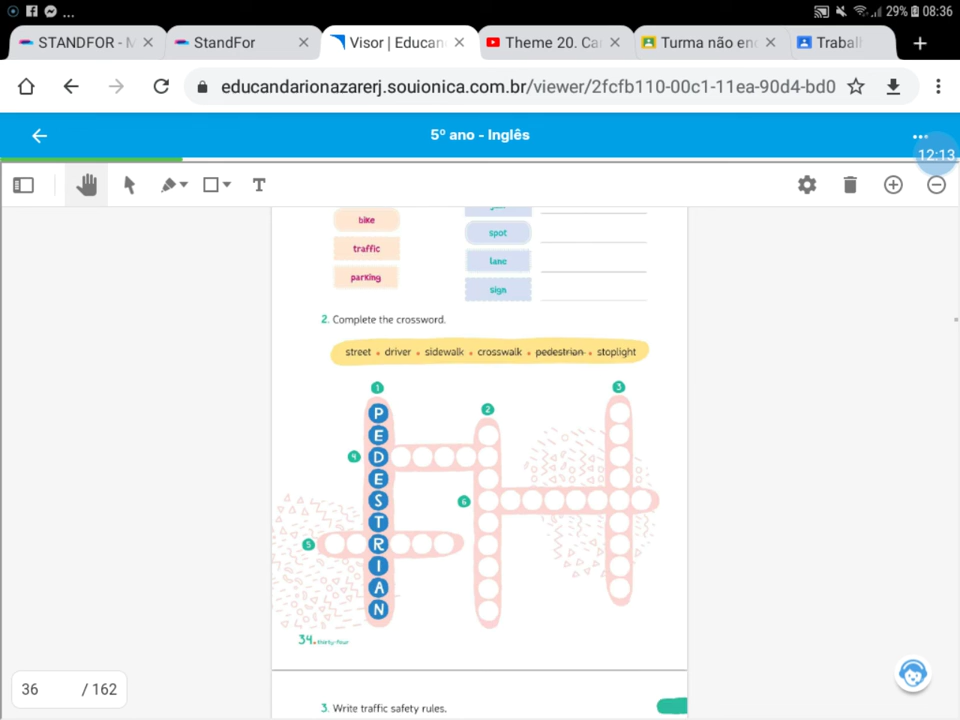 ... 29% 08:36
STANDFOR - M StandFor Visor | Educan Theme 20. Ca Turma não en Trabal
educandarionazarerj.souionica.com.br/viewer/2fcfb110-00c1-11ea-90d4-bd0
5º ano - Inglês
12:13
T
bike
spot
traffic
lane
parking
sign
2. Complete the crossword.
street • driver • sidewalk • crosswalk • pedestrian • stoplight
1 2 3
4 5 6
P
E
D
E
S
T
R
I
A
N
34 • thirty-four
36 / 162
3. Write traffic safety rules.